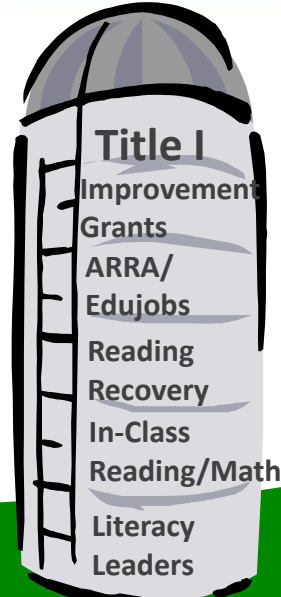 Title I
Improvement
Grants
ARRA/
Edujobs
Reading
Recovery
In-Class
Reading/Math
Literacy
Leaders